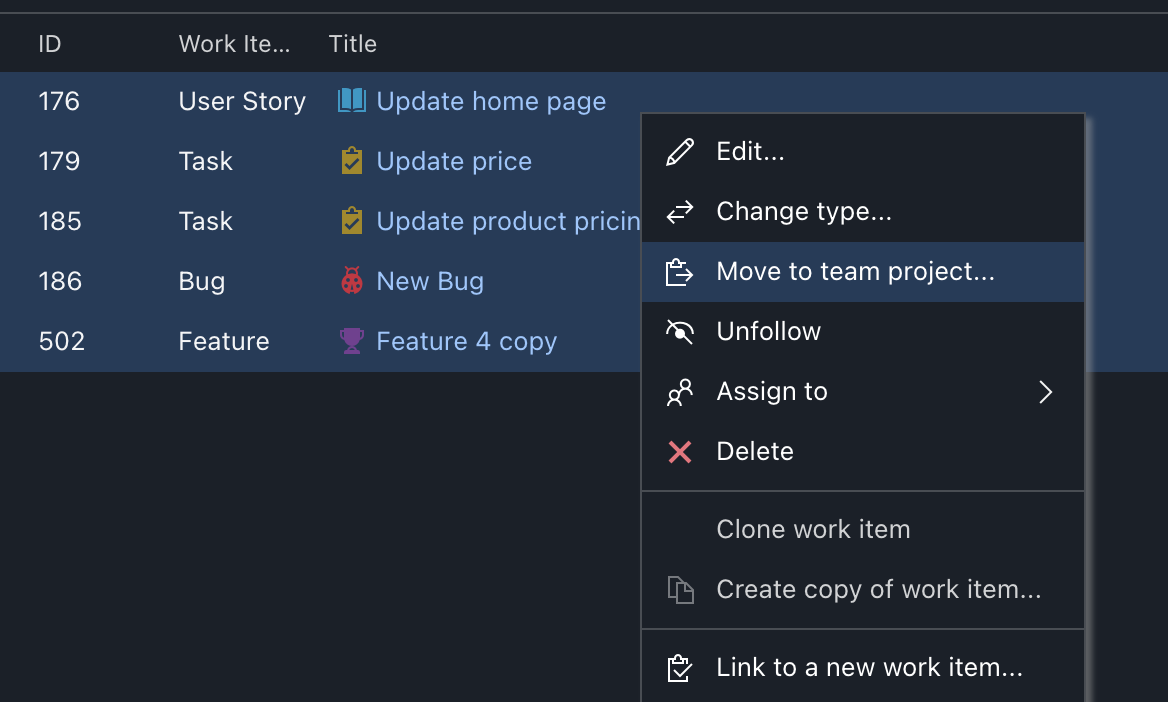 ID Work Ite... Title
176 User Story Update home page
179 Task Update price
185 Task Update product pricin
186 Bug New Bug
502 Feature Feature 4 copy
Edit...
Change type...
Move to team project...
Unfollow
Assign to
Delete
Clone work item
Create copy of work item...
Link to a new work item...